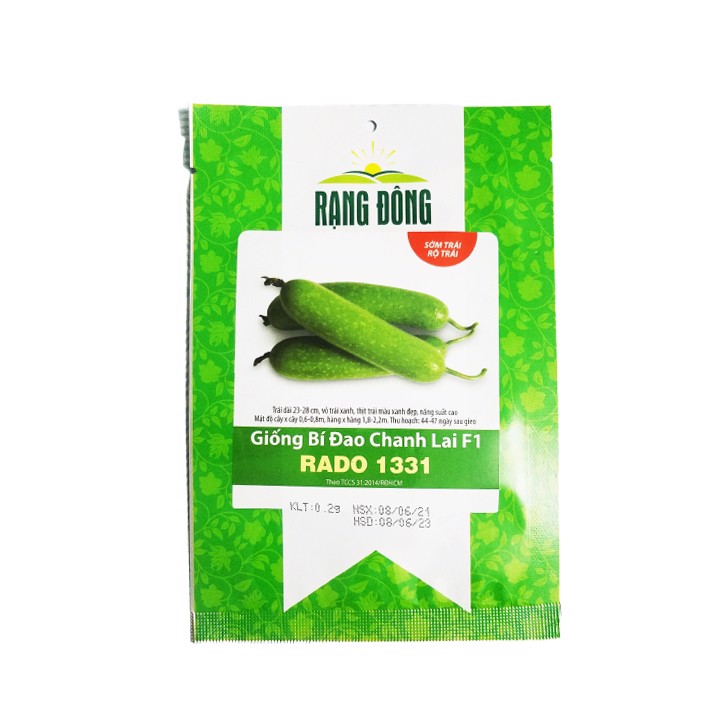 RẠNG ĐÔNG
SỚM TRÁI
RỘ TRÁI
Trái dài 23-28 cm, vỏ trái xanh, thịt trái màu xanh đẹp, năng suất cao
Mật độ cây x cây 0,6-0,8m, hàng x hàng 1,8-2,2m. Thu hoạch: 44-47 ngày sau gieo
Giống Bí Đao Chanh Lai F1
RADO 1331
Theo TCCS 31:2014/RĐHCM
KLT:0.2g NSX:08/06/21
HSD:08/06/23